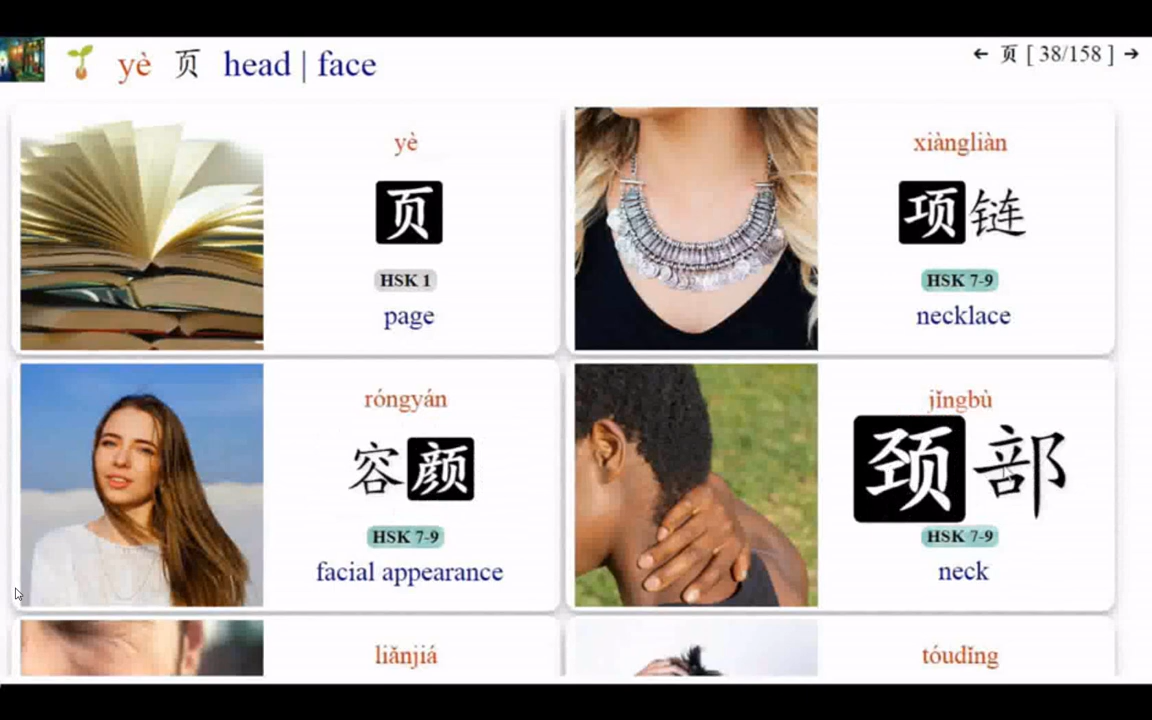 yè 页 head | face
← 页 [ 38/158 ] →
yè
页
HSK 1
page
xiàngliàn
项链
HSK 7-9
necklace
róngyán
容颜
HSK 7-9
facial appearance
jǐngbù
颈部
HSK 7-9
neck
liǎnjiá
tóudǐng